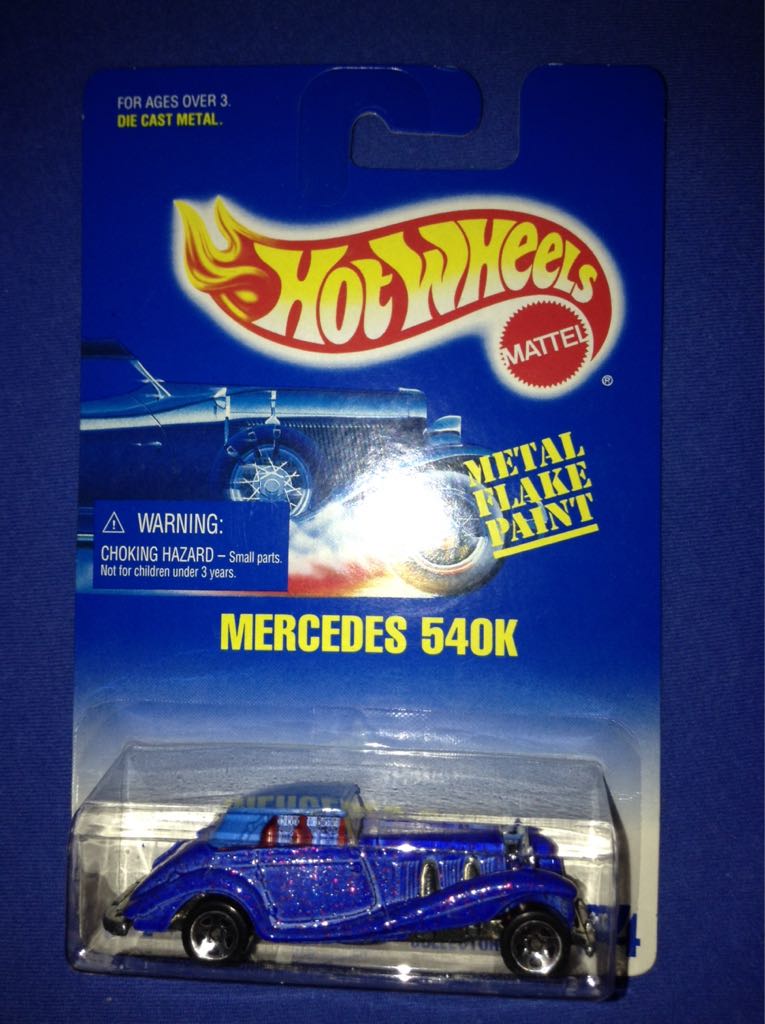 FOR AGES OVER 3.
DIE CAST METAL.
HOT WHEELS
MATTEL
®
METAL
FLAKE
PAINT
⚠ WARNING:
CHOKING HAZARD – Small parts.
Not for children under 3 years.
MERCEDES 540K
COLLECTOR